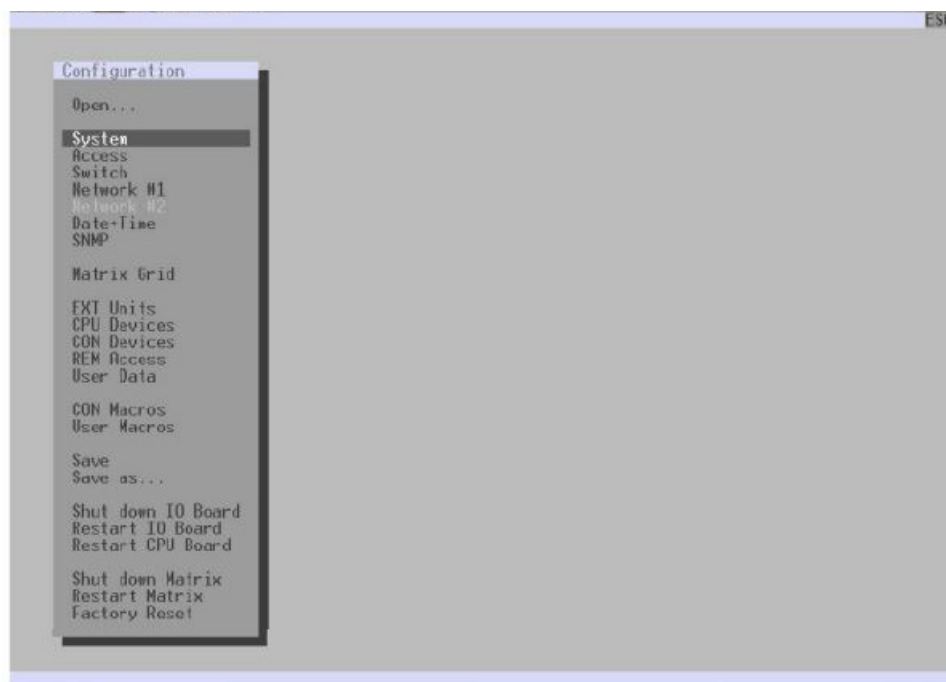 Configuration
Open...
System
Access
Switch
Network #1
Network #2
Date+Time
SNMP
Matrix Grid
EXT Units
CPU Devices
CON Devices
REM Access
User Data
CON Macros
User Macros
Save
Save as...
Shut down IO Board
Restart IO Board
Restart CPU Board
Shut down Matrix
Restart Matrix
Factory Reset